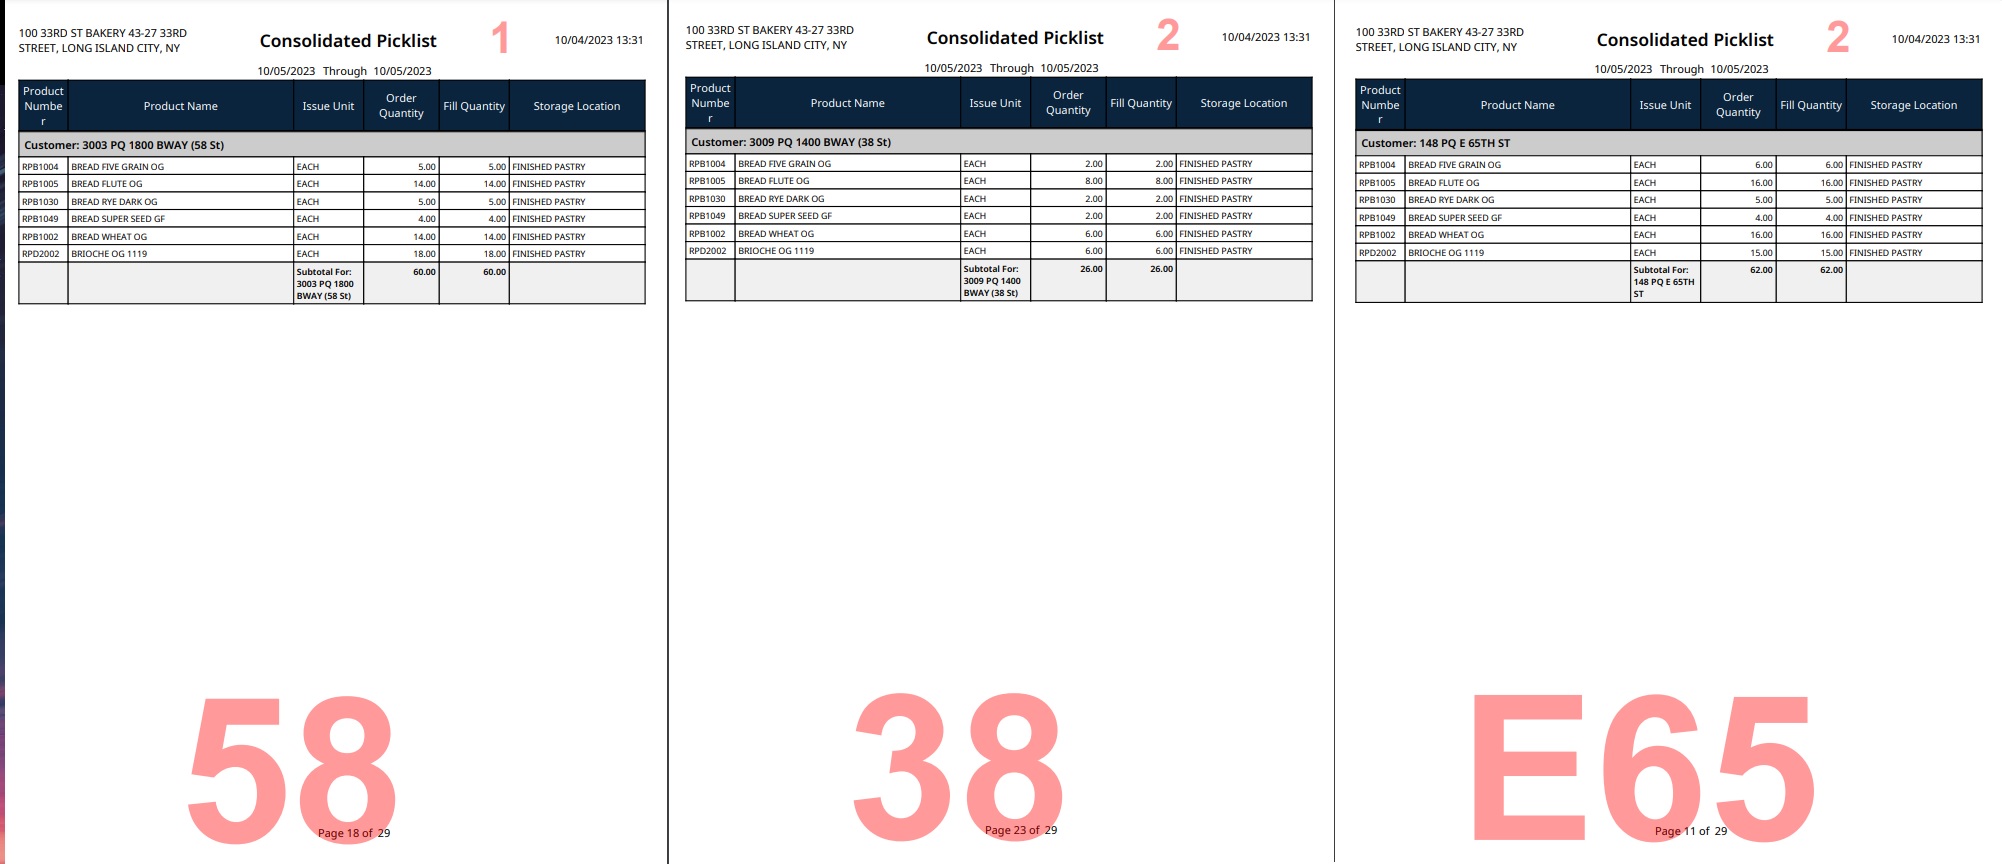 100 33RD ST BAKERY 43-27 33RD
STREET, LONG ISLAND CITY, NY
Consolidated Picklist
1
10/04/2023 13:31
10/05/2023 Through 10/05/2023
Product Number Product Name Issue Unit Order Quantity Fill Quantity Storage Location
Customer: 3003 PQ 1800 BWAY (58 St)
RPB1004 BREAD FIVE GRAIN OG EACH 5.00 5.00 FINISHED PASTRY
RPB1005 BREAD FLUTE OG EACH 14.00 14.00 FINISHED PASTRY
RPB1030 BREAD RYE DARK OG EACH 5.00 5.00 FINISHED PASTRY
RPB1049 BREAD SUPER SEED GF EACH 4.00 4.00 FINISHED PASTRY
RPB1002 BREAD WHEAT OG EACH 14.00 14.00 FINISHED PASTRY
RPD2002 BRIOCHE OG 1119 EACH 18.00 18.00 FINISHED PASTRY
Subtotal For: 60.00 60.00
3003 PQ 1800
BWAY (58 St)
58
Page 18 of 29
100 33RD ST BAKERY 43-27 33RD
STREET, LONG ISLAND CITY, NY
Consolidated Picklist
2
10/04/2023 13:31
10/05/2023 Through 10/05/2023
Product Number Product Name Issue Unit Order Quantity Fill Quantity Storage Location
Customer: 3009 PQ 1400 BWAY (38 St)
RPB1004 BREAD FIVE GRAIN OG EACH 2.00 2.00 FINISHED PASTRY
RPB1005 BREAD FLUTE OG EACH 8.00 8.00 FINISHED PASTRY
RPB1030 BREAD RYE DARK OG EACH 2.00 2.00 FINISHED PASTRY
RPB1049 BREAD SUPER SEED GF EACH 2.00 2.00 FINISHED PASTRY
RPB1002 BREAD WHEAT OG EACH 6.00 6.00 FINISHED PASTRY
RPD2002 BRIOCHE OG 1119 EACH 6.00 6.00 FINISHED PASTRY
Subtotal For: 26.00 26.00
3009 PQ 1400
BWAY (38 St)
38
Page 23 of 29
100 33RD ST BAKERY 43-27 33RD
STREET, LONG ISLAND CITY, NY
Consolidated Picklist
2
10/04/2023 13:31
10/05/2023 Through 10/05/2023
Product Number Product Name Issue Unit Order Quantity Fill Quantity Storage Location
Customer: 148 PQ E 65TH ST
RPB1004 BREAD FIVE GRAIN OG EACH 6.00 6.00 FINISHED PASTRY
RPB1005 BREAD FLUTE OG EACH 16.00 16.00 FINISHED PASTRY
RPB1030 BREAD RYE DARK OG EACH 5.00 5.00 FINISHED PASTRY
RPB1049 BREAD SUPER SEED GF EACH 4.00 4.00 FINISHED PASTRY
RPB1002 BREAD WHEAT OG EACH 16.00 16.00 FINISHED PASTRY
RPD2002 BRIOCHE OG 1119 EACH 15.00 15.00 FINISHED PASTRY
Subtotal For: 62.00 62.00
148 PQ E 65TH
ST
E65
Page 11 of 29